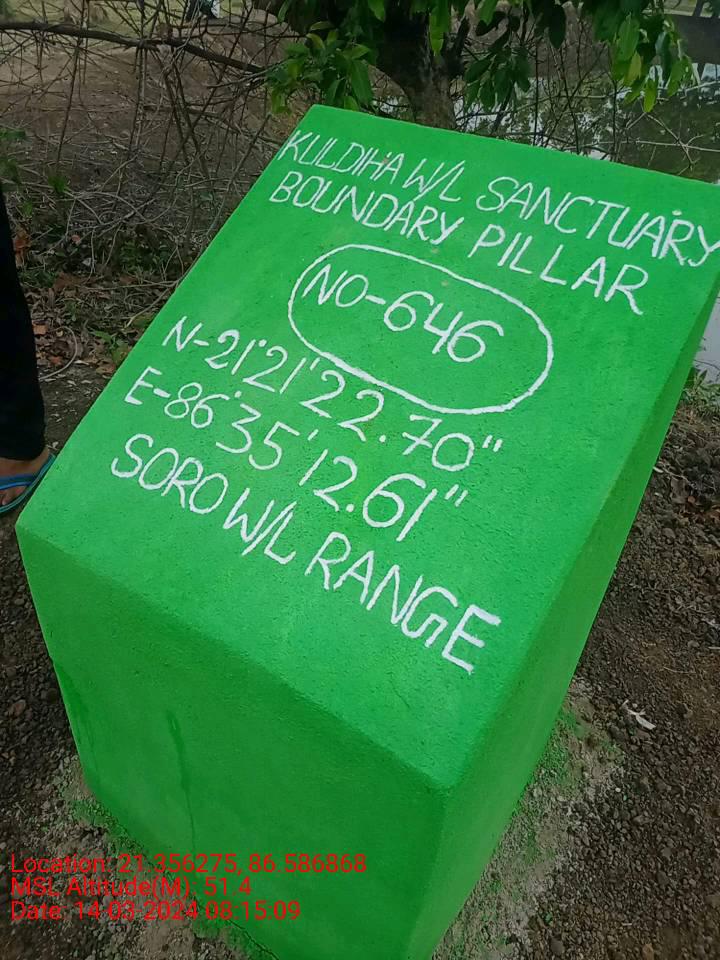 KULDIHA W/L SANCTUARY
BOUNDARY PILLAR
NO-646
N-21°21'22.70"
E-86°35'12.61"
SORO W/L RANGE
Location: 21.356275, 86.586868
MSL Altitude(M): 51.4
Date: 14-03-2024 08:15:09